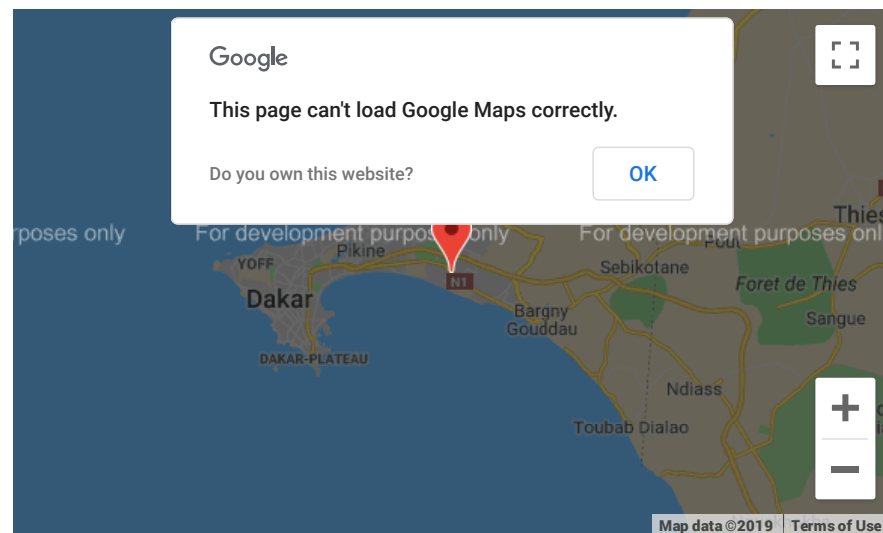 Google
This page can't load Google Maps correctly.
Do you own this website?
OK
Thies
rposes only
For development purposes only
For development purposes onl
Pout
YOFF
Pikine
Sebikotane
N1
Foret de Thies
Dakar
Bargny
Gouddau
Sangue
DAKAR-PLATEAU
Ndiass
Toubab Dialao
Map data ©2019
Terms of Use